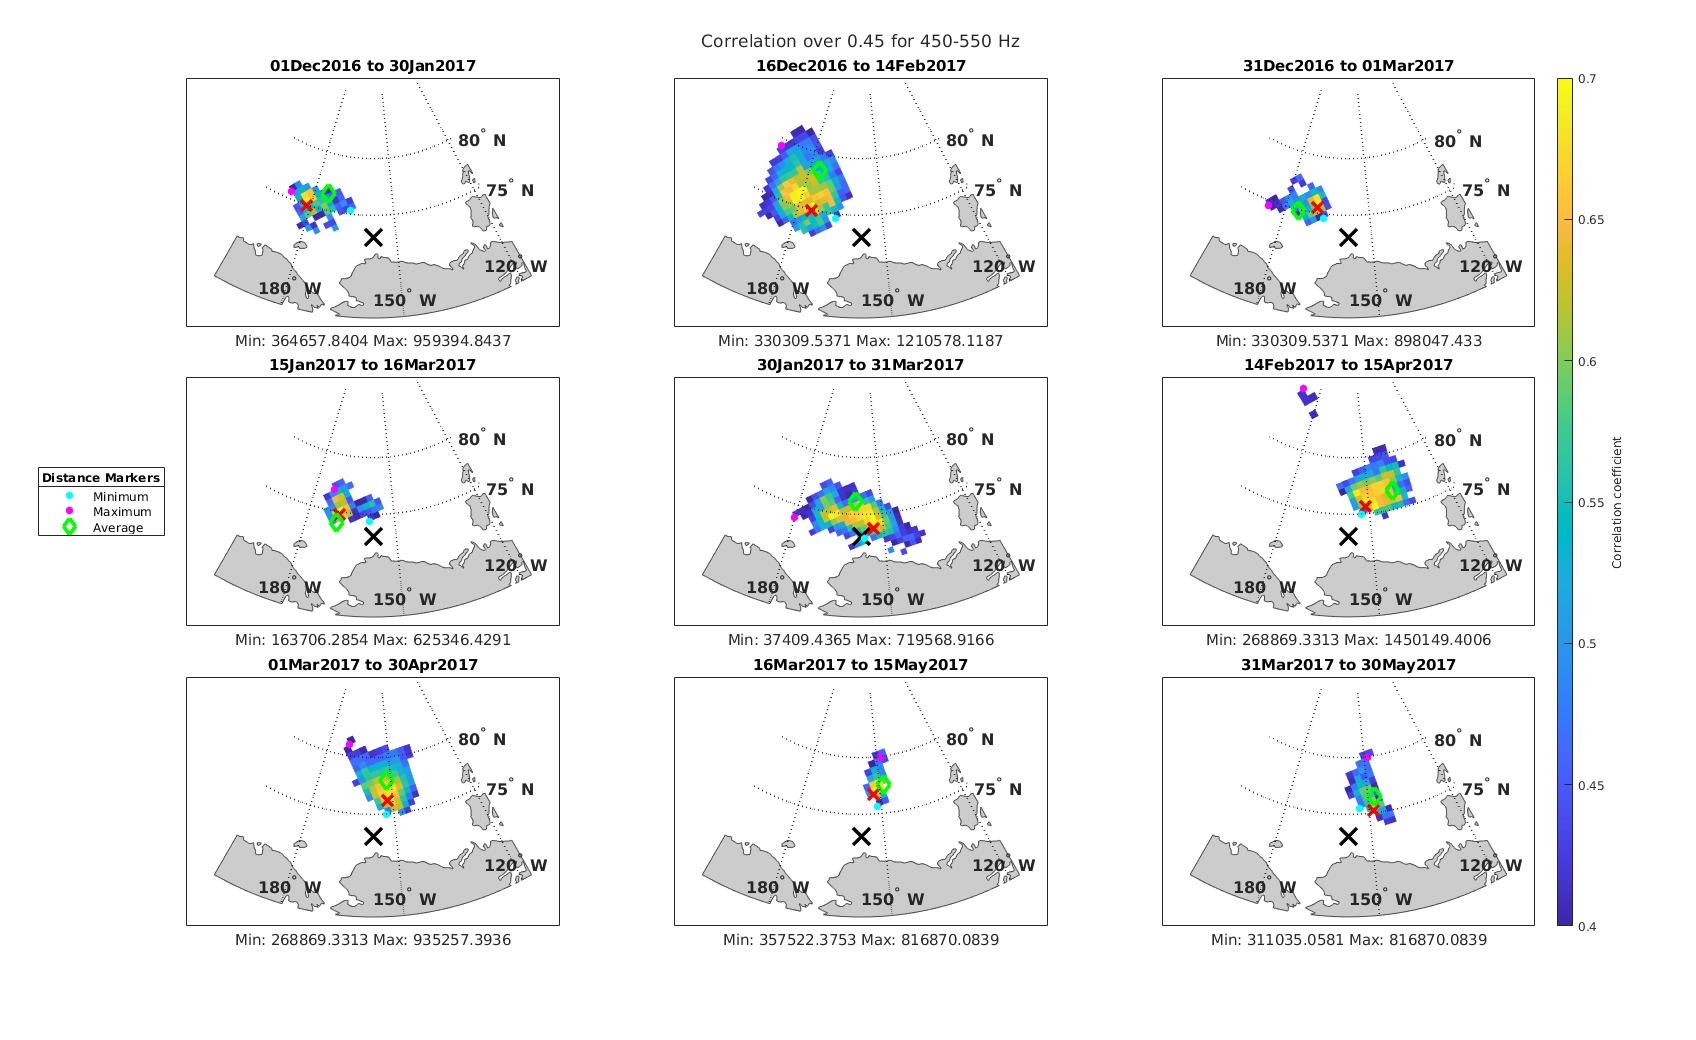 Correlation over 0.45 for 450-550 Hz
01Dec2016 to 30Jan2017
80° N
75° N
120° W
180° W
150° W
Min: 364657.8404 Max: 959394.8437
16Dec2016 to 14Feb2017
80° N
75° N
120° W
180° W
150° W
Min: 330309.5371 Max: 1210578.1187
31Dec2016 to 01Mar2017
80° N
75° N
120° W
180° W
150° W
Min: 330309.5371 Max: 898047.433
15Jan2017 to 16Mar2017
80° N
75° N
120° W
180° W
150° W
Min: 163706.2854 Max: 625346.4291
30Jan2017 to 31Mar2017
80° N
75° N
120° W
180° W
150° W
Min: 37409.4365 Max: 719568.9166
14Feb2017 to 15Apr2017
80° N
75° N
120° W
180° W
150° W
Min: 268869.3313 Max: 1450149.4006
01Mar2017 to 30Apr2017
80° N
75° N
120° W
180° W
150° W
Min: 268869.3313 Max: 935257.3936
16Mar2017 to 15May2017
80° N
75° N
120° W
180° W
150° W
Min: 357522.3753 Max: 816870.0839
31Mar2017 to 30May2017
80° N
75° N
120° W
180° W
150° W
Min: 311035.0581 Max: 816870.0839
Distance Markers
Minimum
Maximum
Average
0.7
0.65
0.6
0.55
0.5
0.45
0.4
Correlation coefficient